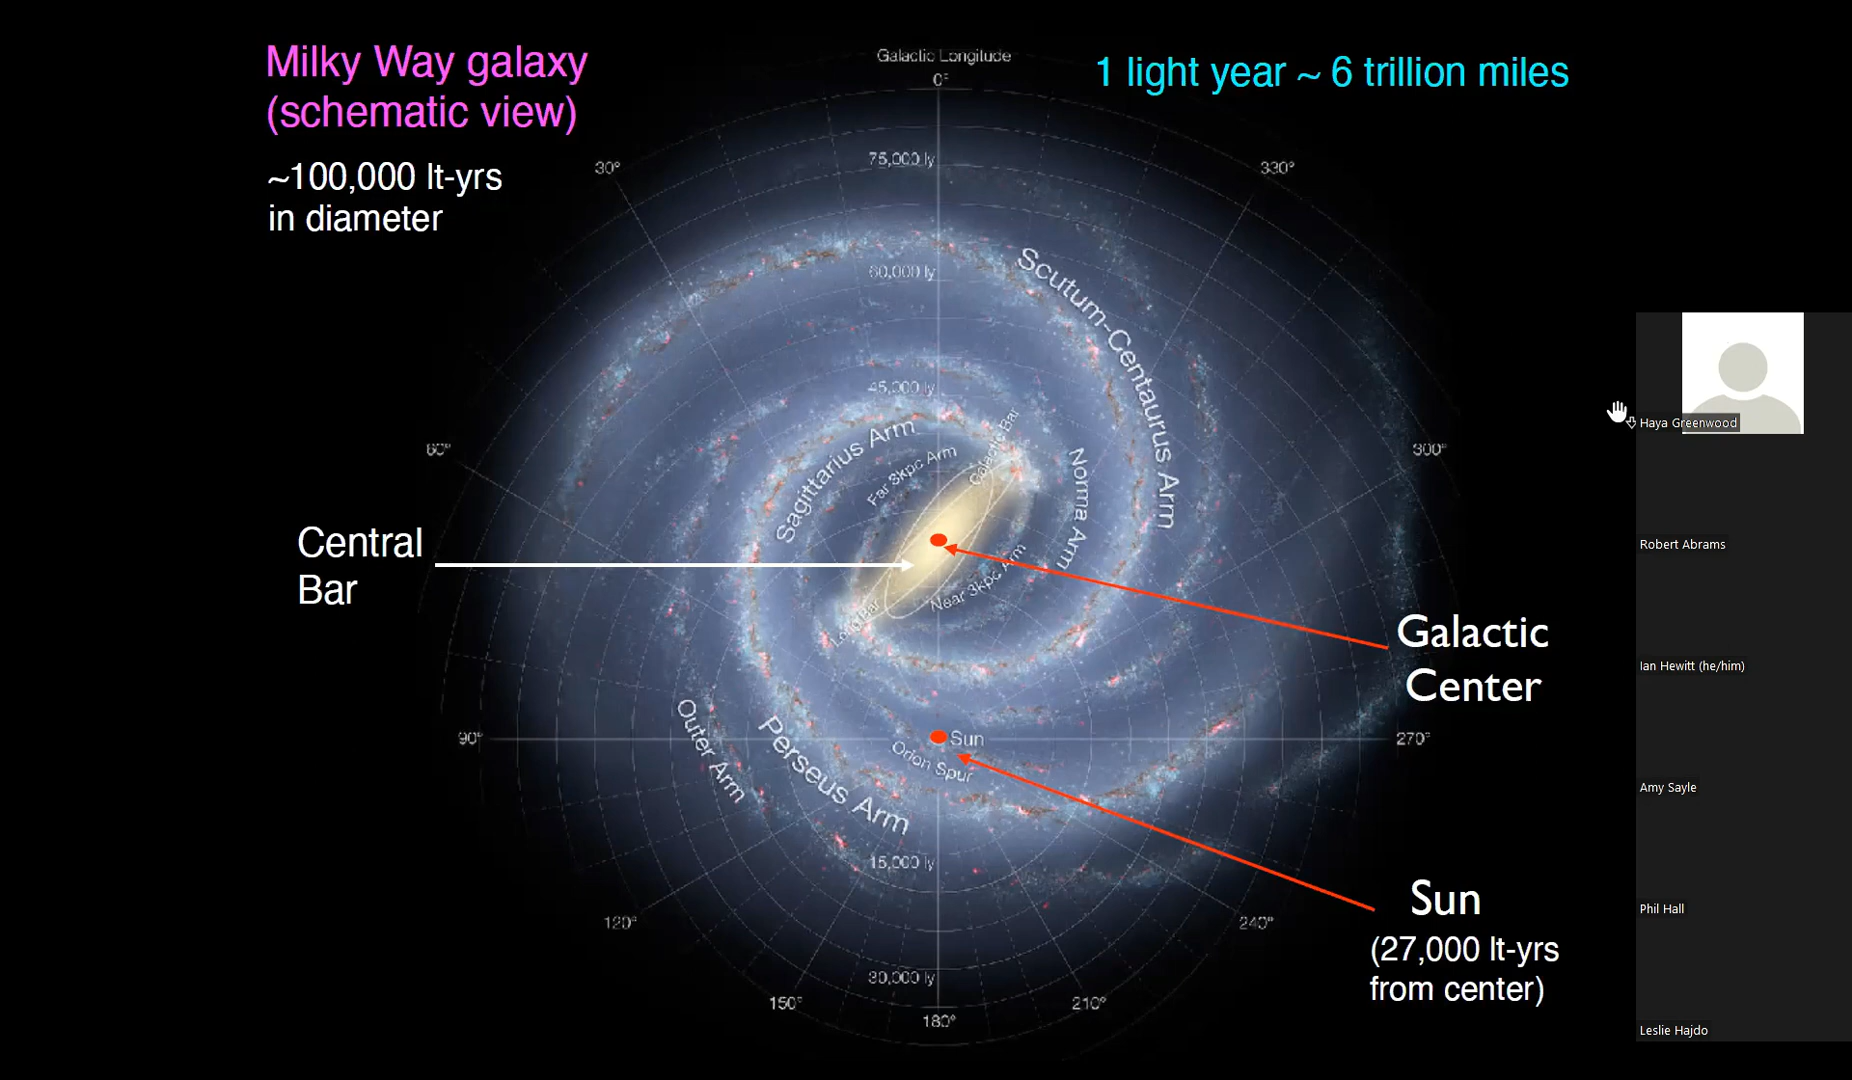 Milky Way galaxy
(schematic view)
~100,000 lt-yrs
in diameter
Galactic Longitude
0°
1 light year ~ 6 trillion miles
30°
75,000 ly
330°
60,000 ly
Scutum-Centaurus Arm
45,000 ly
Sagittarius Arm
Far 3kpc Arm
Galactic Bar
Norma Arm
60°
300°
Central
Bar
Near 3kpc Arm
Long Bar
Galactic
Center
90°
Sun
270°
Orion Spur
Outer Arm
Perseus Arm
15,000 ly
120°
240°
Sun
(27,000 lt-yrs
from center)
30,000 ly
150°
210°
180°
Haya Greenwood
Robert Abrams
Ian Hewitt (he/him)
Amy Sayle
Phil Hall
Leslie Hajdo